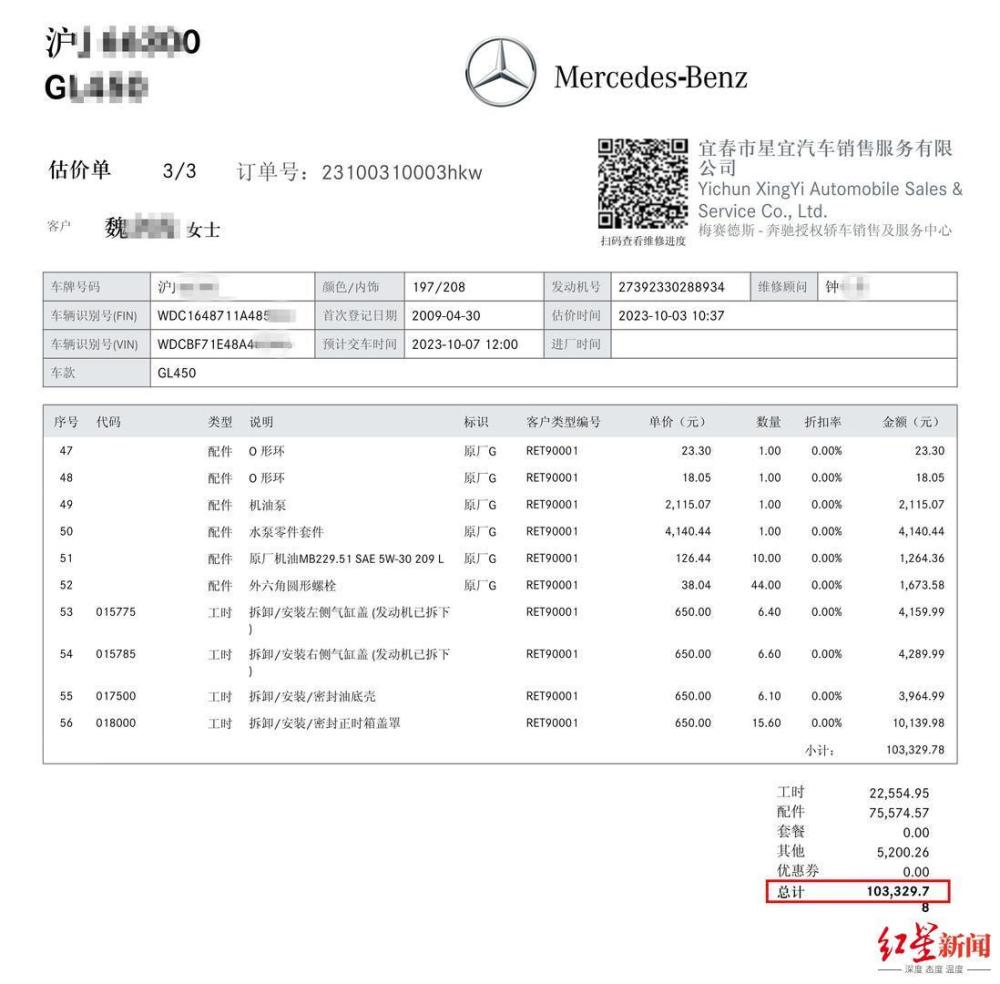 沪J
GL450
Mercedes-Benz
估价单 3/3 订单号：23100310003hkw
宜春市星宜汽车销售服务有限
公司
Yichun XingYi Automobile Sales &
Service Co., Ltd.
梅赛德斯-奔驰授权轿车销售及服务中心
扫码查看维修进度
客户 魏 女士
车牌号码 沪J 颜色/内饰 197/208 发动机号 27392330288934 维修顾问 钟
车辆识别号(FIN) WDC1648711A485 首次登记日期 2009-04-30 估价时间 2023-10-03 10:37
车辆识别号(VIN) WDCBF71E48A4 预计交车时间 2023-10-07 12:00 进厂时间
车款 GL450
序号 代码 类型 说明 标识 客户类型编号 单价（元） 数量 折扣率 金额（元）
47 配件 O 形环 原厂G RET90001 23.30 1.00 0.00% 23.30
48 配件 O 形环 原厂G RET90001 18.05 1.00 0.00% 18.05
49 配件 机油泵 原厂G RET90001 2,115.07 1.00 0.00% 2,115.07
50 配件 水泵零件套件 原厂G RET90001 4,140.44 1.00 0.00% 4,140.44
51 配件 原厂机油MB229.51 SAE 5W-30 209 L 原厂G RET90001 126.44 10.00 0.00% 1,264.36
52 配件 外六角圆形螺栓 原厂G RET90001 38.04 44.00 0.00% 1,673.58
53 015775 工时 拆卸/安装左侧气缸盖 (发动机已拆下 RET90001 650.00 6.40 0.00% 4,159.99
)
54 015785 工时 拆卸/安装右侧气缸盖 (发动机已拆下 RET90001 650.00 6.60 0.00% 4,289.99
)
55 017500 工时 拆卸/安装/密封油底壳 RET90001 650.00 6.10 0.00% 3,964.99
56 018000 工时 拆卸/安装/密封正时箱盖罩 RET90001 650.00 15.60 0.00% 10,139.98
小计： 103,329.78
工时 22,554.95
配件 75,574.57
套餐 0.00
其他 5,200.26
优惠券 0.00
总计 103,329.7
8
红星新闻
深度 态度 温度